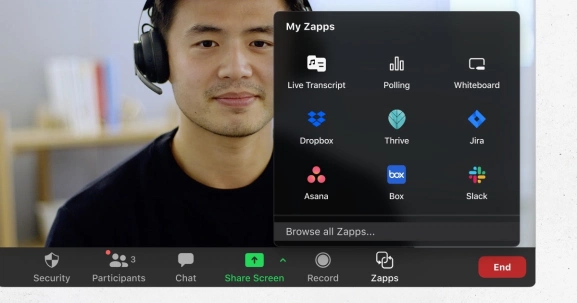 My Zapps
Live Transcript Polling Whiteboard
Dropbox Thrive Jira
box
Asana Box Slack
Browse all Zapps...
3
Security Participants Chat Share Screen Record Zapps End